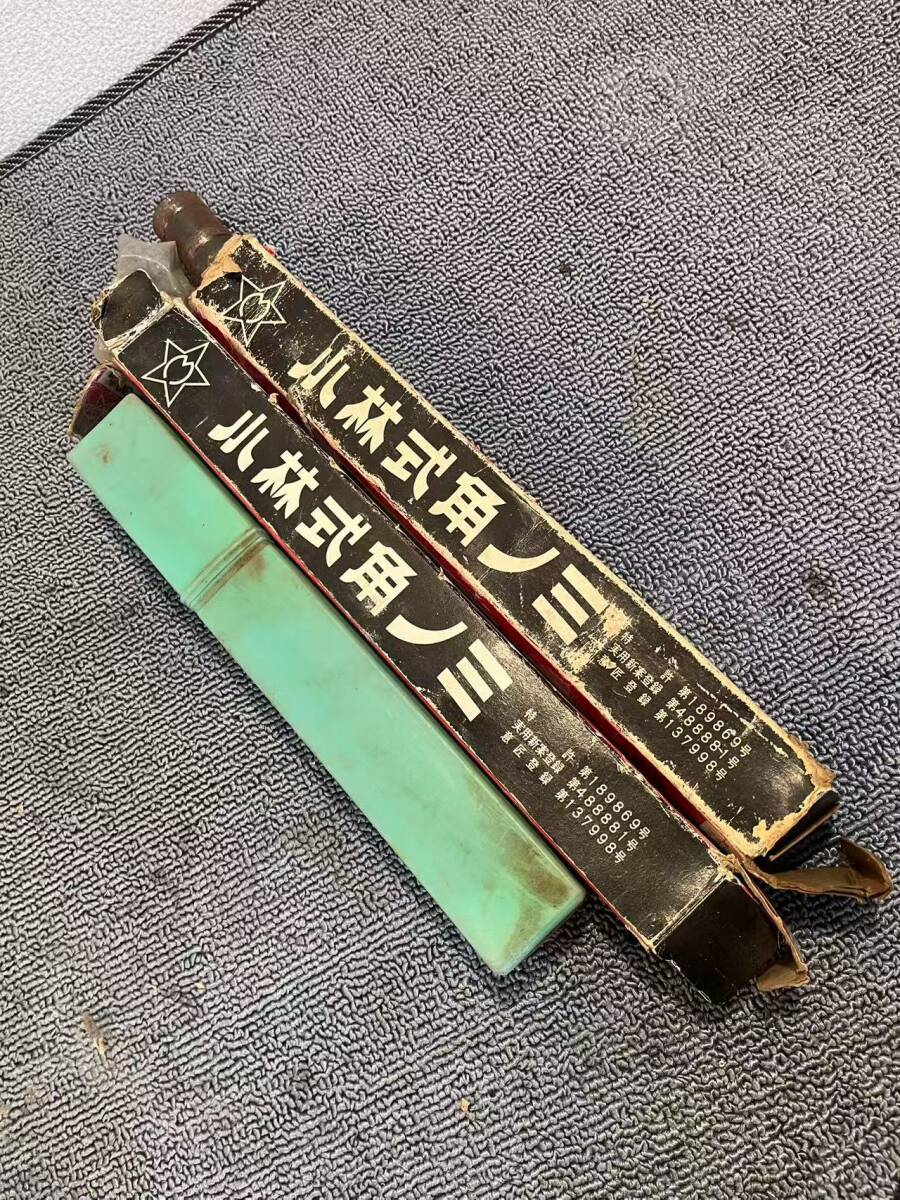 小林式角ノミ
特許 第189869号
実用新案登録 第488881号
意匠登録 第137998号
小林式角ノミ
特許 第189869号
実用新案登録 第488881号
意匠登録 第137998号